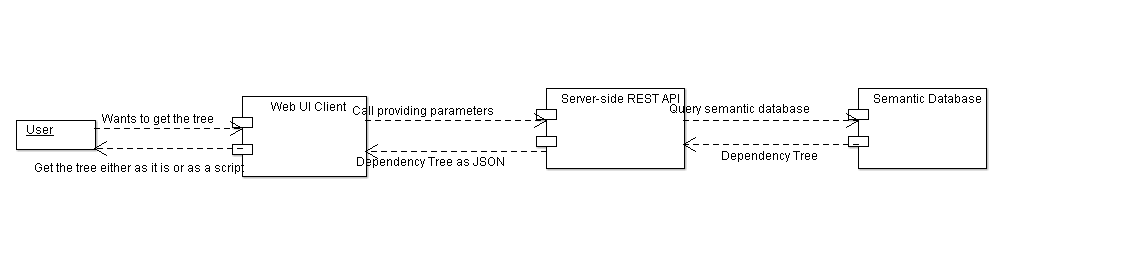 Web UI Client
Server-side REST API
Semantic Database
Wants to get the tree
Call providing parameters
Query semantic database
User
Get the tree either as it is or as a script
Dependency Tree as JSON
Dependency Tree